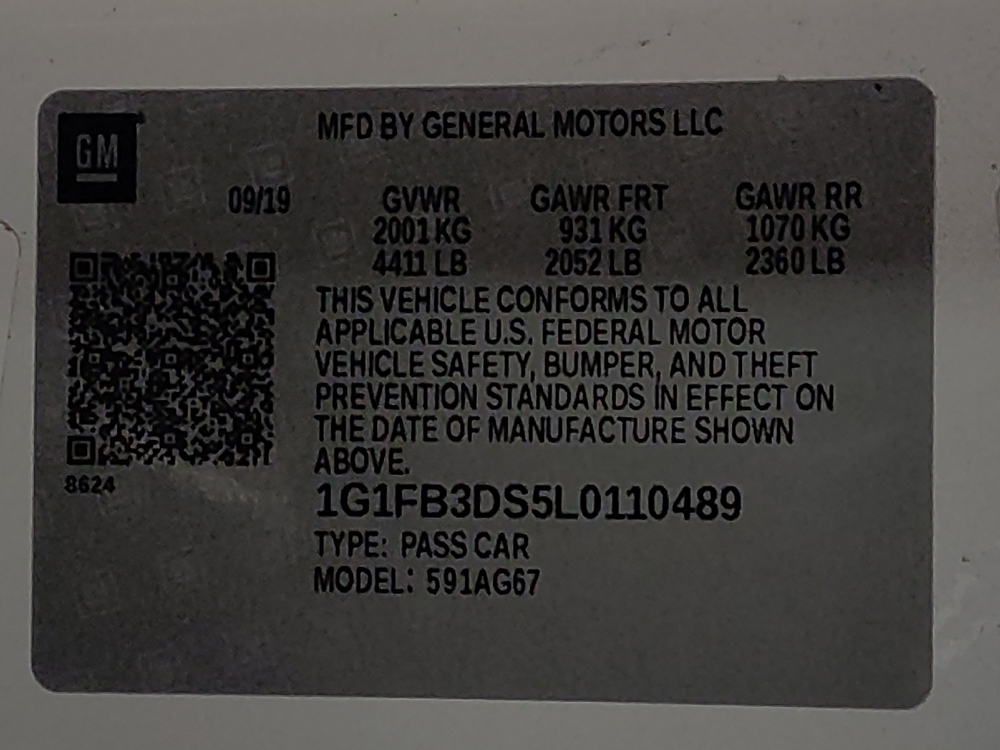 GM
MFD BY GENERAL MOTORS LLC
09/19 GVWR GAWR FRT GAWR RR
2001 KG 931 KG 1070 KG
4411 LB 2052 LB 2360 LB
THIS VEHICLE CONFORMS TO ALL
APPLICABLE U.S. FEDERAL MOTOR
VEHICLE SAFETY, BUMPER, AND THEFT
PREVENTION STANDARDS IN EFFECT ON
THE DATE OF MANUFACTURE SHOWN
ABOVE.
8624
1G1FB3DS5L0110489
TYPE: PASS CAR
MODEL: 591AG67